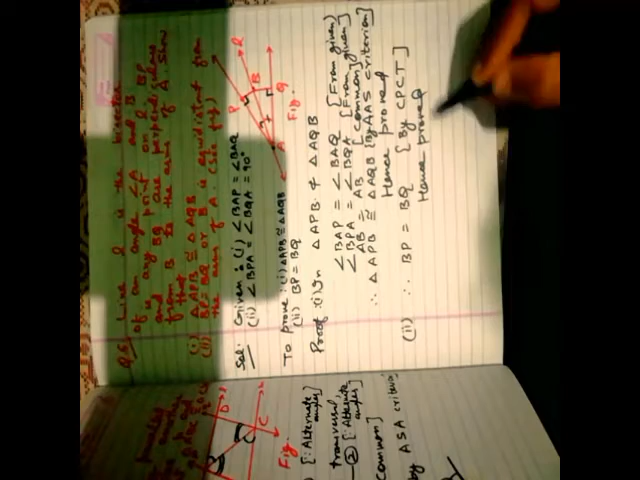 Q5. Line l is the bisector
of an angle ∠A and B
is any point on l. BP
and BQ are perpendiculars
from B to the arms of A. Show
that
(i) △APB ≅ △AQB
(ii) BP = BQ or B is equidistant from
the arms of A. (See fig)
Sol. Given : (i) ∠BAP = ∠BAQ
(ii) ∠BPA = ∠BQA = 90°
To prove : (i) △APB ≅ △AQB
(ii) BP = BQ
P
l
B
A
Q
Fig.
Proof : (i) In △APB & △AQB
∠BAP = ∠BAQ [From given]
∠BPA = ∠BQA [From given]
AB = AB [common]
∴ △APB ≅ △AQB [By AAS criterion]
Hence proved
(ii) ∴ BP = BQ [By CPCT]
Hence proved
D
C
Fig.
[∵ Alternate
angles]
transversal,
—② [∵ Alternate
angles]
common]
by ASA criteri